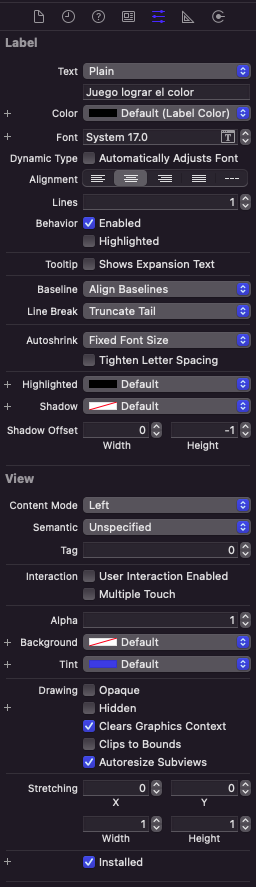 Label
Text Plain
Juego lograr el color
+ Color Default (Label Color)
+ Font System 17.0 T
Dynamic Type Automatically Adjusts Font
Alignment
Lines 1
Behavior Enabled
Highlighted
Tooltip Shows Expansion Text
Baseline Align Baselines
Line Break Truncate Tail
Autoshrink Fixed Font Size
Tighten Letter Spacing
+ Highlighted Default
+ Shadow Default
Shadow Offset 0 -1
Width Height
View
Content Mode Left
Semantic Unspecified
Tag 0
Interaction User Interaction Enabled
Multiple Touch
Alpha 1
+ Background Default
+ Tint Default
Drawing Opaque
+ Hidden
Clears Graphics Context
Clips to Bounds
Autoresize Subviews
Stretching 0 0
X Y
1 1
Width Height
+ Installed